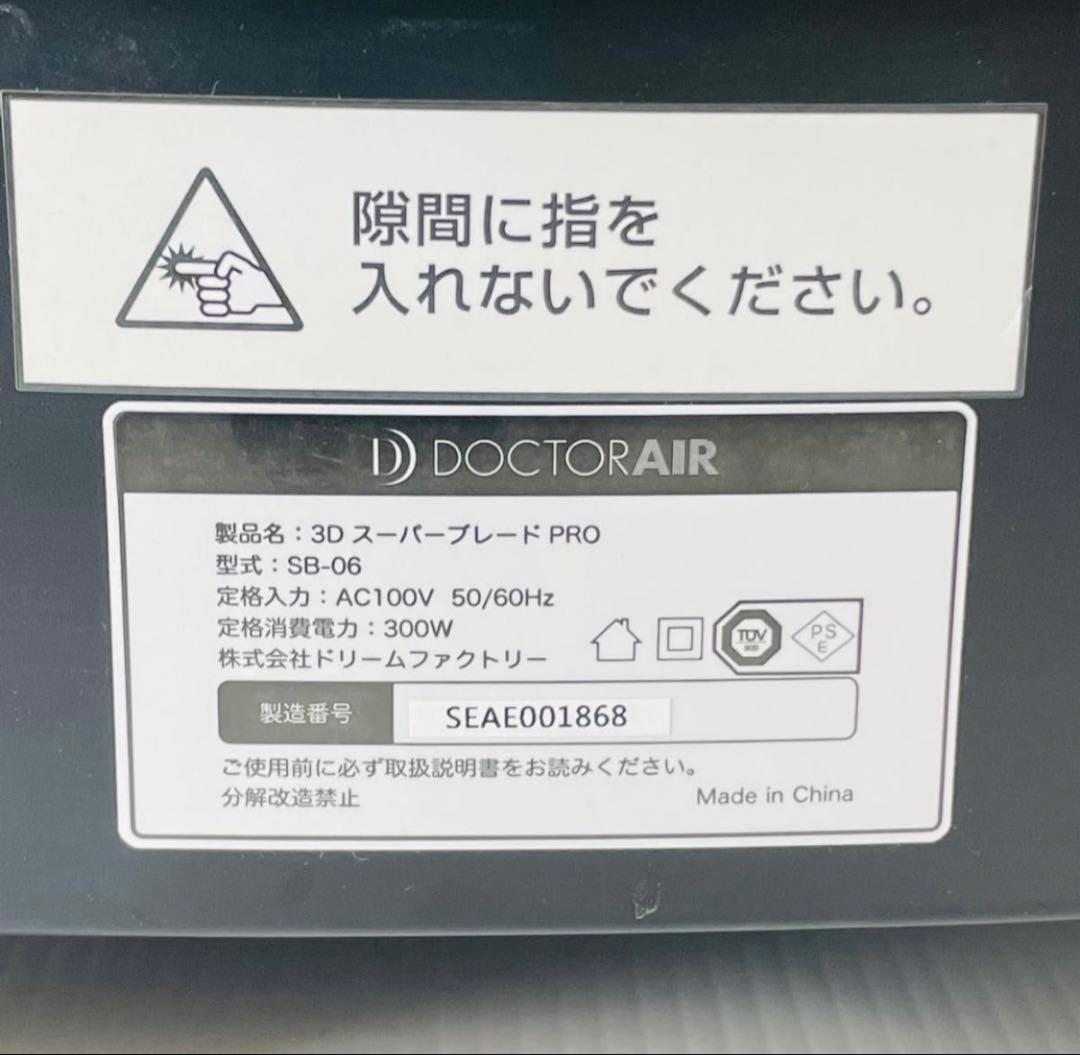 隙間に指を
入れないでください。
DOCTORAIR
製品名：3D スーパーブレード PRO
型式：SB-06
定格入力：AC100V 50/60Hz
定格消費電力：300W
株式会社ドリームファクトリー
TÜV
PS
E
製造番号 SEAE001868
ご使用前に必ず取扱説明書をお読みください。
分解改造禁止
Made in China